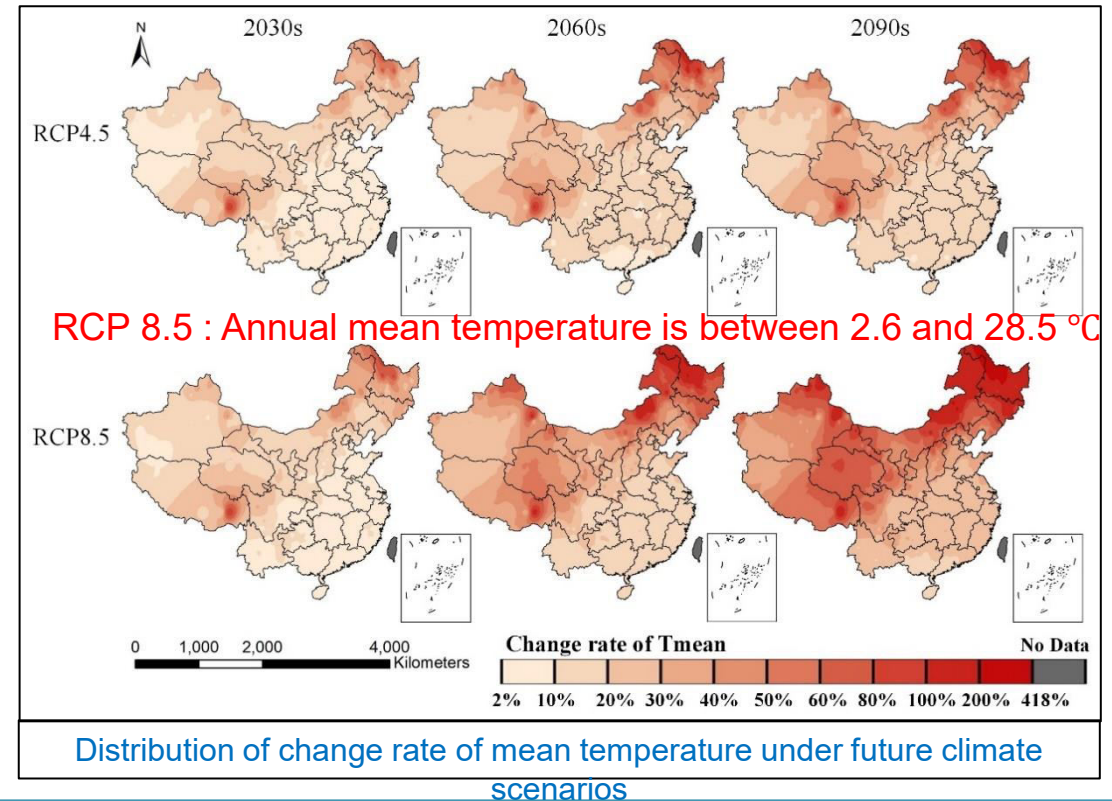 N
2030s 2060s 2090s
RCP4.5
RCP 8.5 : Annual mean temperature is between 2.6 and 28.5 ℃
RCP8.5
0 1,000 2,000 4,000
Kilometers
Change rate of Tmean No Data
2% 10% 20% 30% 40% 50% 60% 80% 100% 200% 418%
Distribution of change rate of mean temperature under future climate
scenarios